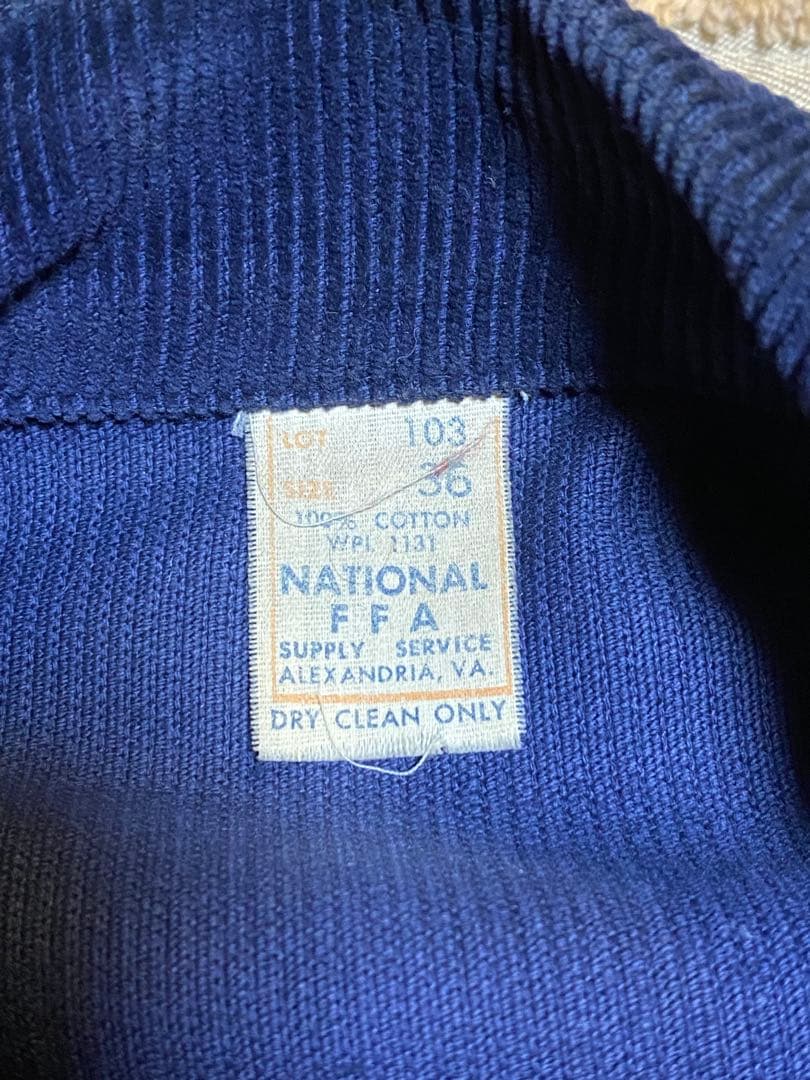 LOT 103
SIZE 36
100% COTTON
WPL 1131
NATIONAL
F F A
SUPPLY SERVICE
ALEXANDRIA, VA.
DRY CLEAN ONLY